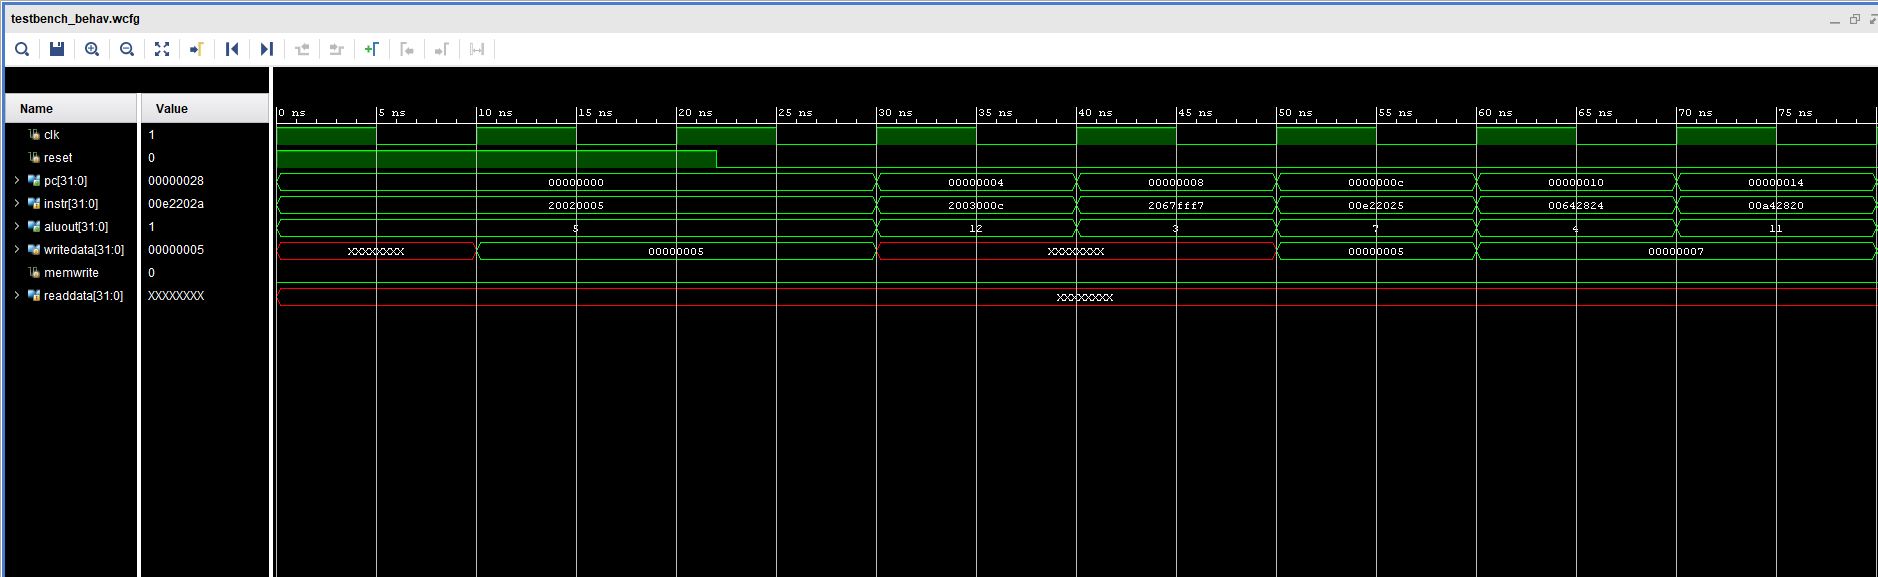 testbench_behav.wcfg
Name Value
0 ns 5 ns 10 ns 15 ns 20 ns 25 ns 30 ns 35 ns 40 ns 45 ns 50 ns 55 ns 60 ns 65 ns 70 ns 75 ns
clk 1
reset 0
pc[31:0] 00000028 00000000 00000004 00000008 0000000c 00000010 00000014
instr[31:0] 00e2202a 20020005 2003000c 2067fff7 00e22025 00642824 00a42820
aluout[31:0] 1 5 12 3 7 4 11
writedata[31:0] 00000005 XXXXXXXX 00000005 XXXXXXXX 00000005 00000007
memwrite 0
readdata[31:0] XXXXXXXX XXXXXXXX